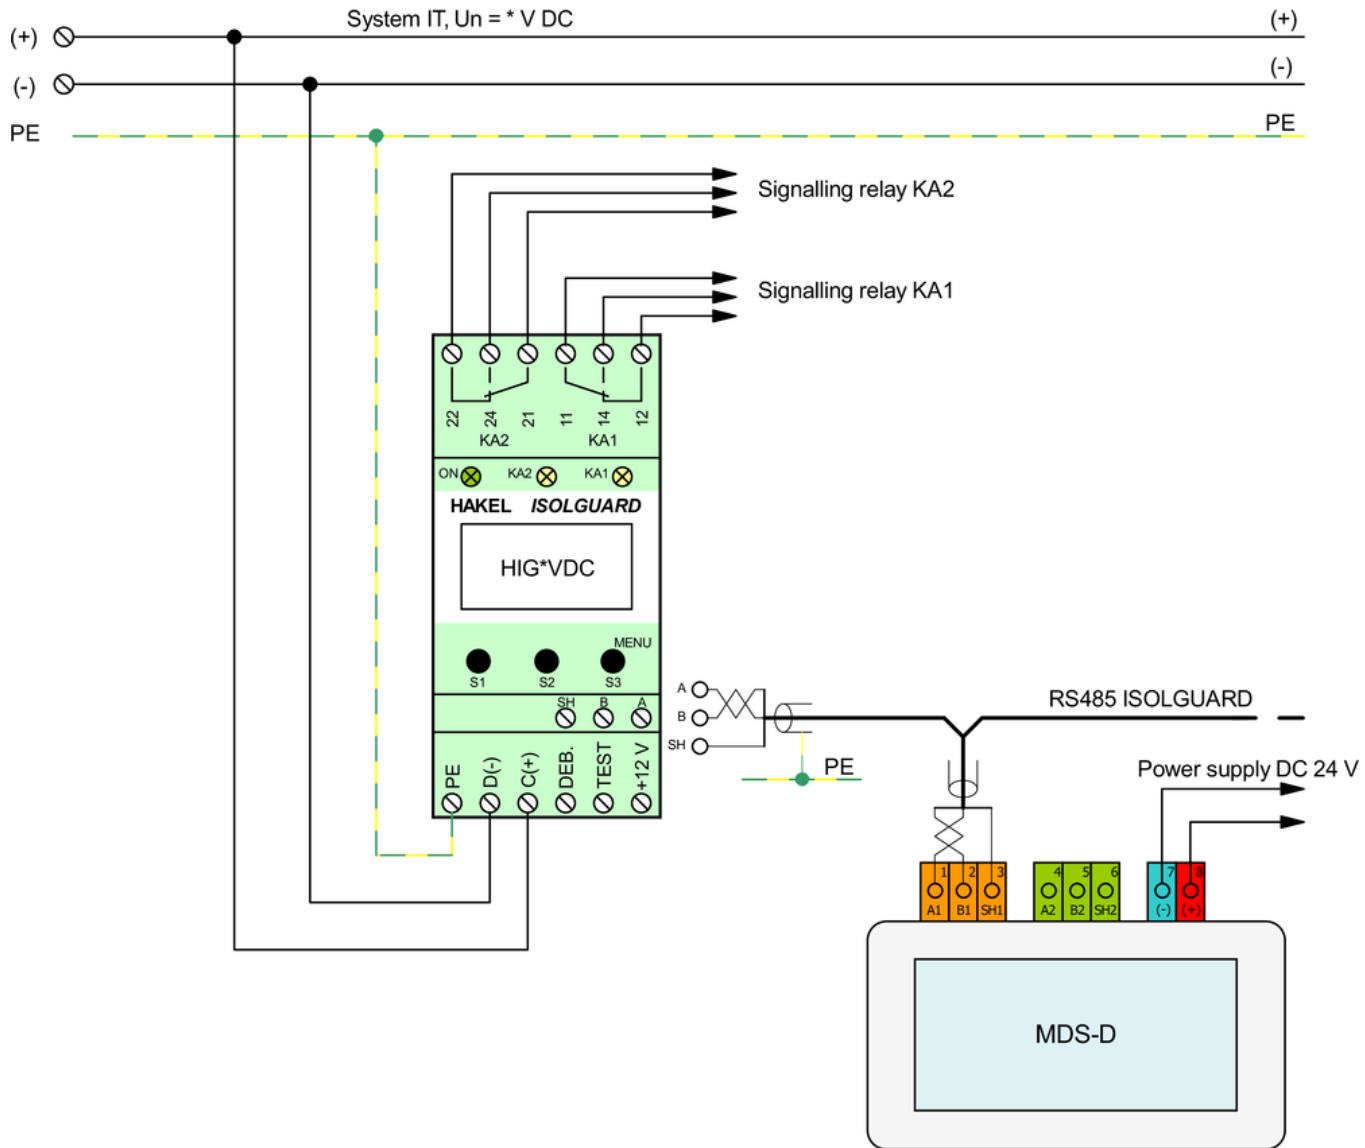 System IT, Un = * V DC
(+) (+)
(-) (-)
PE PE
Signalling relay KA2
Signalling relay KA1
22 24 21 11 14 12
KA2 KA1
ON KA2 KA1
HAKEL ISOLGUARD
HIG*VDC
MENU
S1 S2 S3
SH B A
PE D(-) C(+) DEB. TEST +12 V
A
B
SH
PE
RS485 ISOLGUARD
Power supply DC 24 V
1 2 3 4 5 6 7 8
A1 B1 SH1 A2 B2 SH2 (-) (+)
MDS-D